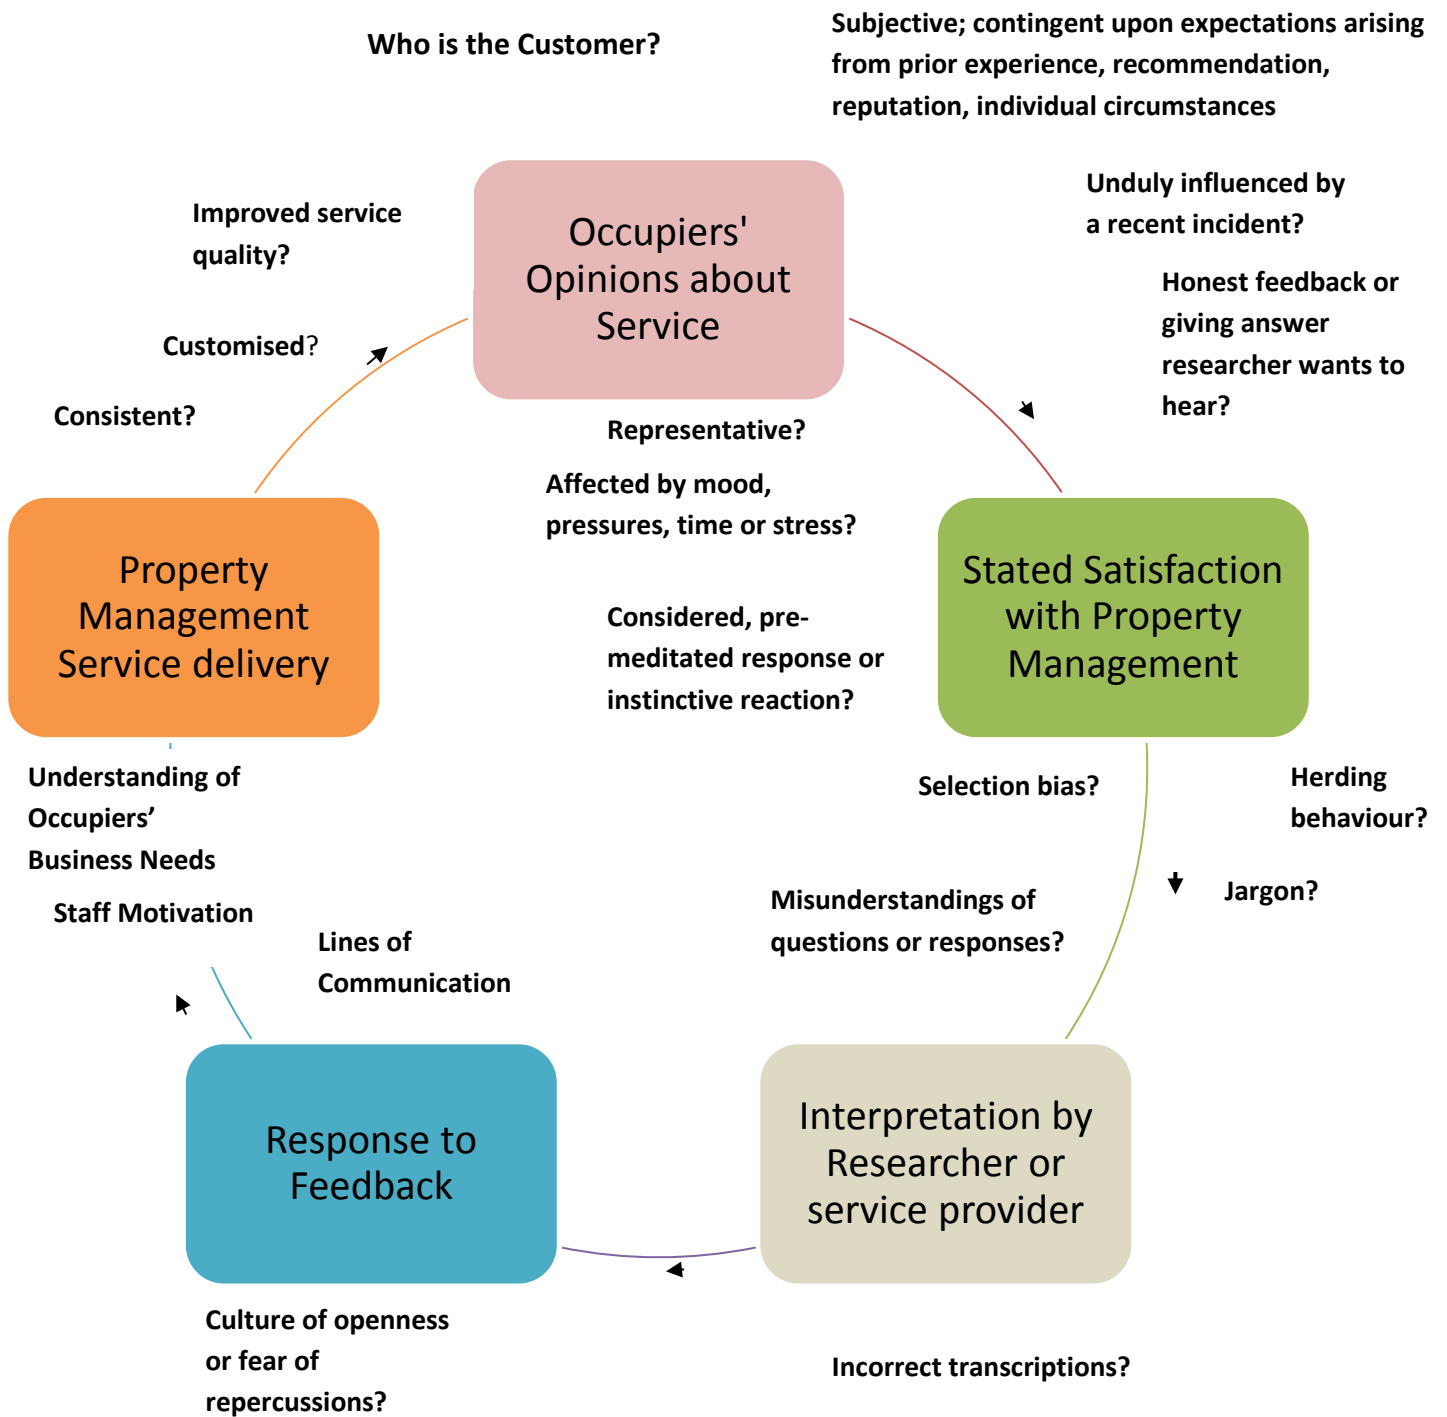 Who is the Customer?
Subjective; contingent upon expectations arising
from prior experience, recommendation,
reputation, individual circumstances
Improved service
quality?
Occupiers'
Opinions about
Service
Unduly influenced by
a recent incident?
Honest feedback or
giving answer
researcher wants to
hear?
Customised?
Consistent?
Representative?
Affected by mood,
pressures, time or stress?
Property
Management
Service delivery
Considered, pre-
meditated response or
instinctive reaction?
Stated Satisfaction
with Property
Management
Understanding of
Occupiers’
Business Needs
Selection bias?
Herding
behaviour?
Staff Motivation
Lines of
Communication
Misunderstandings of
questions or responses?
Jargon?
Response to
Feedback
Interpretation by
Researcher or
service provider
Culture of openness
or fear of
repercussions?
Incorrect transcriptions?